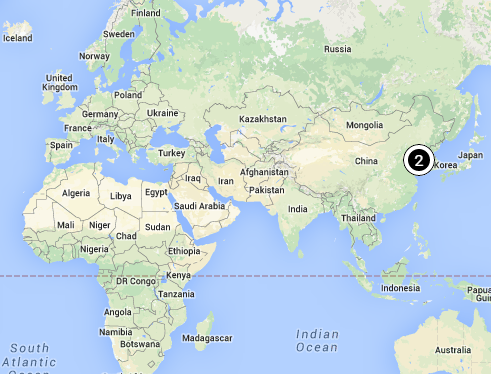 Iceland
Finland
Sweden
Norway
Russia
United
Kingdom
Poland
Germany
Ukraine
France
Italy
Spain
Turkey
Kazakhstan
Mongolia
China
2
Korea
Japan
Afghanistan
Iraq
Iran
Pakistan
Algeria
Libya
Egypt
Saudi Arabia
India
Thailand
Mali
Niger
Chad
Sudan
Nigeria
Ethiopia
DR Congo
Kenya
Tanzania
Indonesia
Papua
Angola
Namibia
Botswana
Madagascar
Indian
Ocean
South
Atlantic
Ocean
Australia